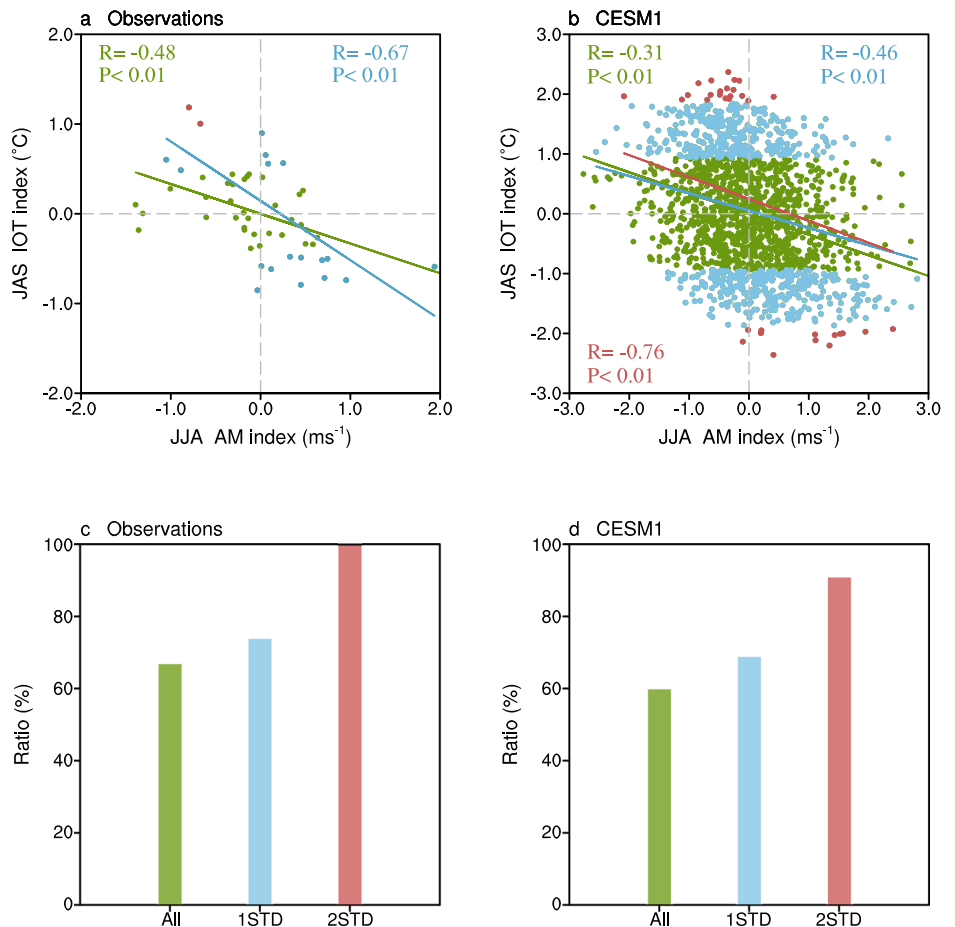 a Observations
R= -0.48
P< 0.01
R= -0.67
P< 0.01
2.0
1.0
0.0
-1.0
2.0
-2.0
-1.0
0.0
1.0
2.0
JAS IOT index (°C)
JJA AM index (ms⁻¹)
b CESM1
R= -0.31
P< 0.01
R= -0.46
P< 0.01
R= -0.76
P< 0.01
3.0
2.0
1.0
0.0
-1.0
-2.0
-3.0
-3.0
-2.0
-1.0
0.0
1.0
2.0
3.0
JAS IOT index (°C)
JJA AM index (ms⁻¹)
c Observations
100
80
60
40
20
0
Ratio (%)
All
1STD
2STD
d CESM1
100
80
60
40
20
0
Ratio (%)
All
1STD
2STD